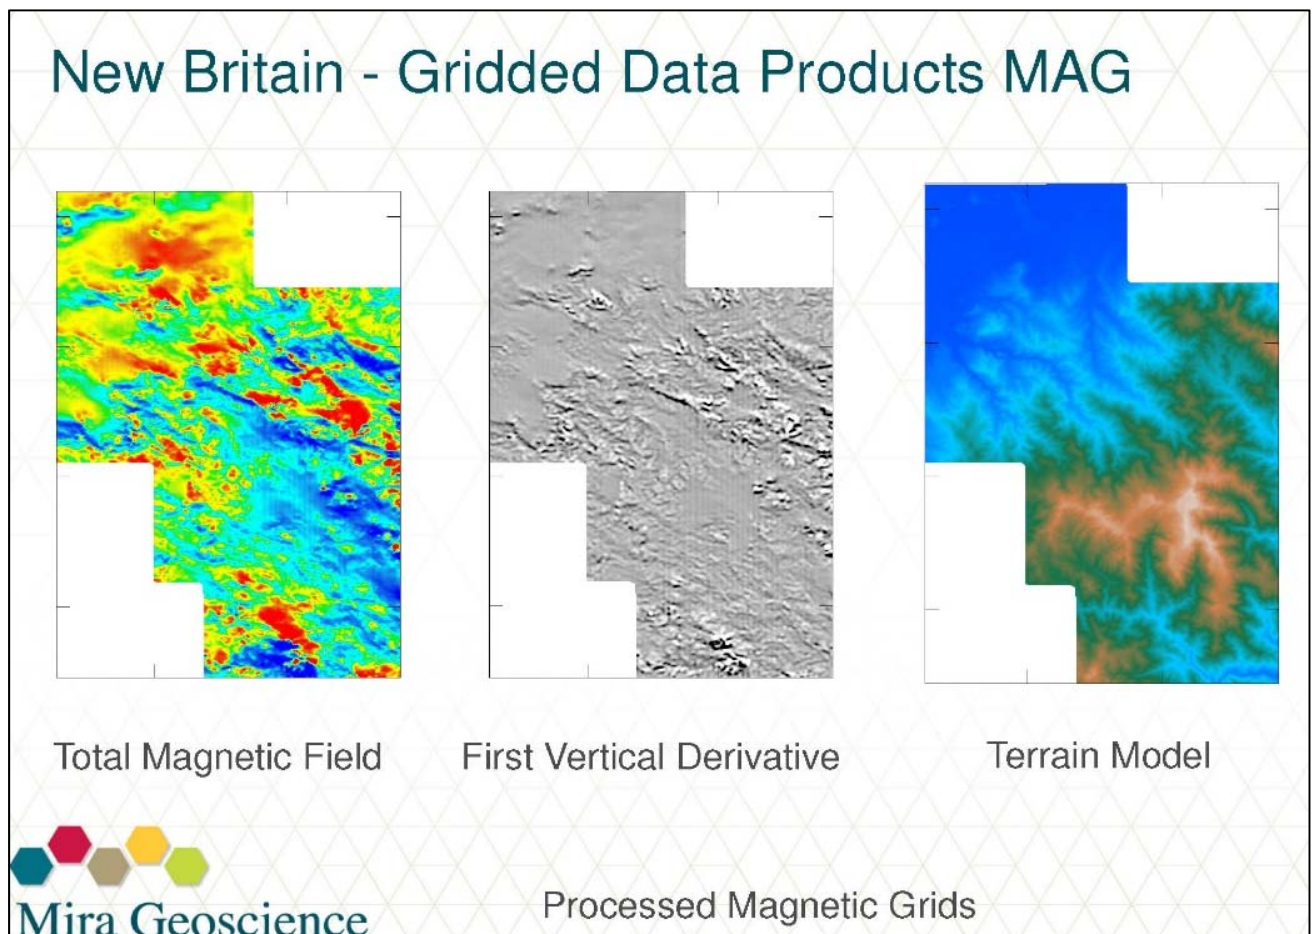 New Britain - Gridded Data Products MAG
Total Magnetic Field
First Vertical Derivative
Terrain Model
Mira Geoscience
Processed Magnetic Grids